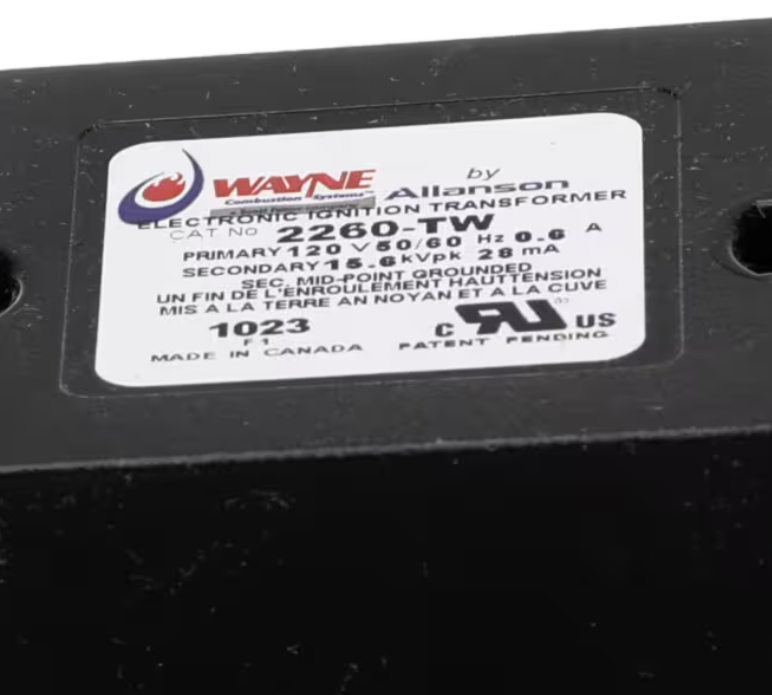 WAYNE by
Combustion Systems Allanson
ELECTRONIC IGNITION TRANSFORMER
CAT No 2260-TW
PRIMARY 120 V 50/60 Hz 0.6 A
SECONDARY 15.6 kVpk 28 mA
SEC. MID-POINT GROUNDED
UN FIN DE L'ENROULEMENT HAUTTENSION
MIS A LA TERRE AN NOYAN ET A LA CUVE
1023
F1
C RU ® US
MADE IN CANADA PATENT PENDING